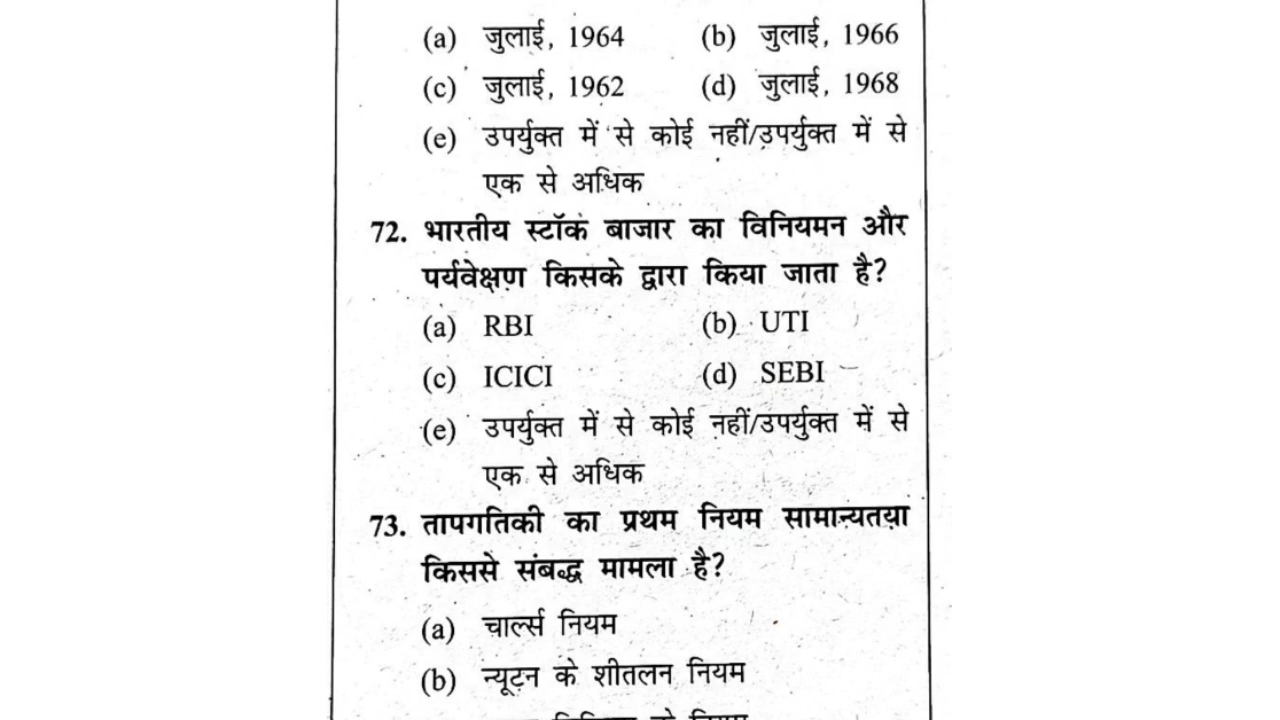 (a) जुलाई, 1964 (b) जुलाई, 1966
(c) जुलाई, 1962 (d) जुलाई, 1968
(e) उपर्युक्त में से कोई नहीं/उपर्युक्त में से
एक से अधिक
72. भारतीय स्टॉक बाजार का विनियमन और
पर्यवेक्षण किसके द्वारा किया जाता है?
(a) RBI (b) UTI
(c) ICICI (d) SEBI
(e) उपर्युक्त में से कोई नहीं/उपर्युक्त में से
एक से अधिक
73. तापगतिकी का प्रथम नियम सामान्यतया
किससे संबद्ध मामला है?
(a) चार्ल्स नियम
(b) न्यूटन के शीतलन नियम